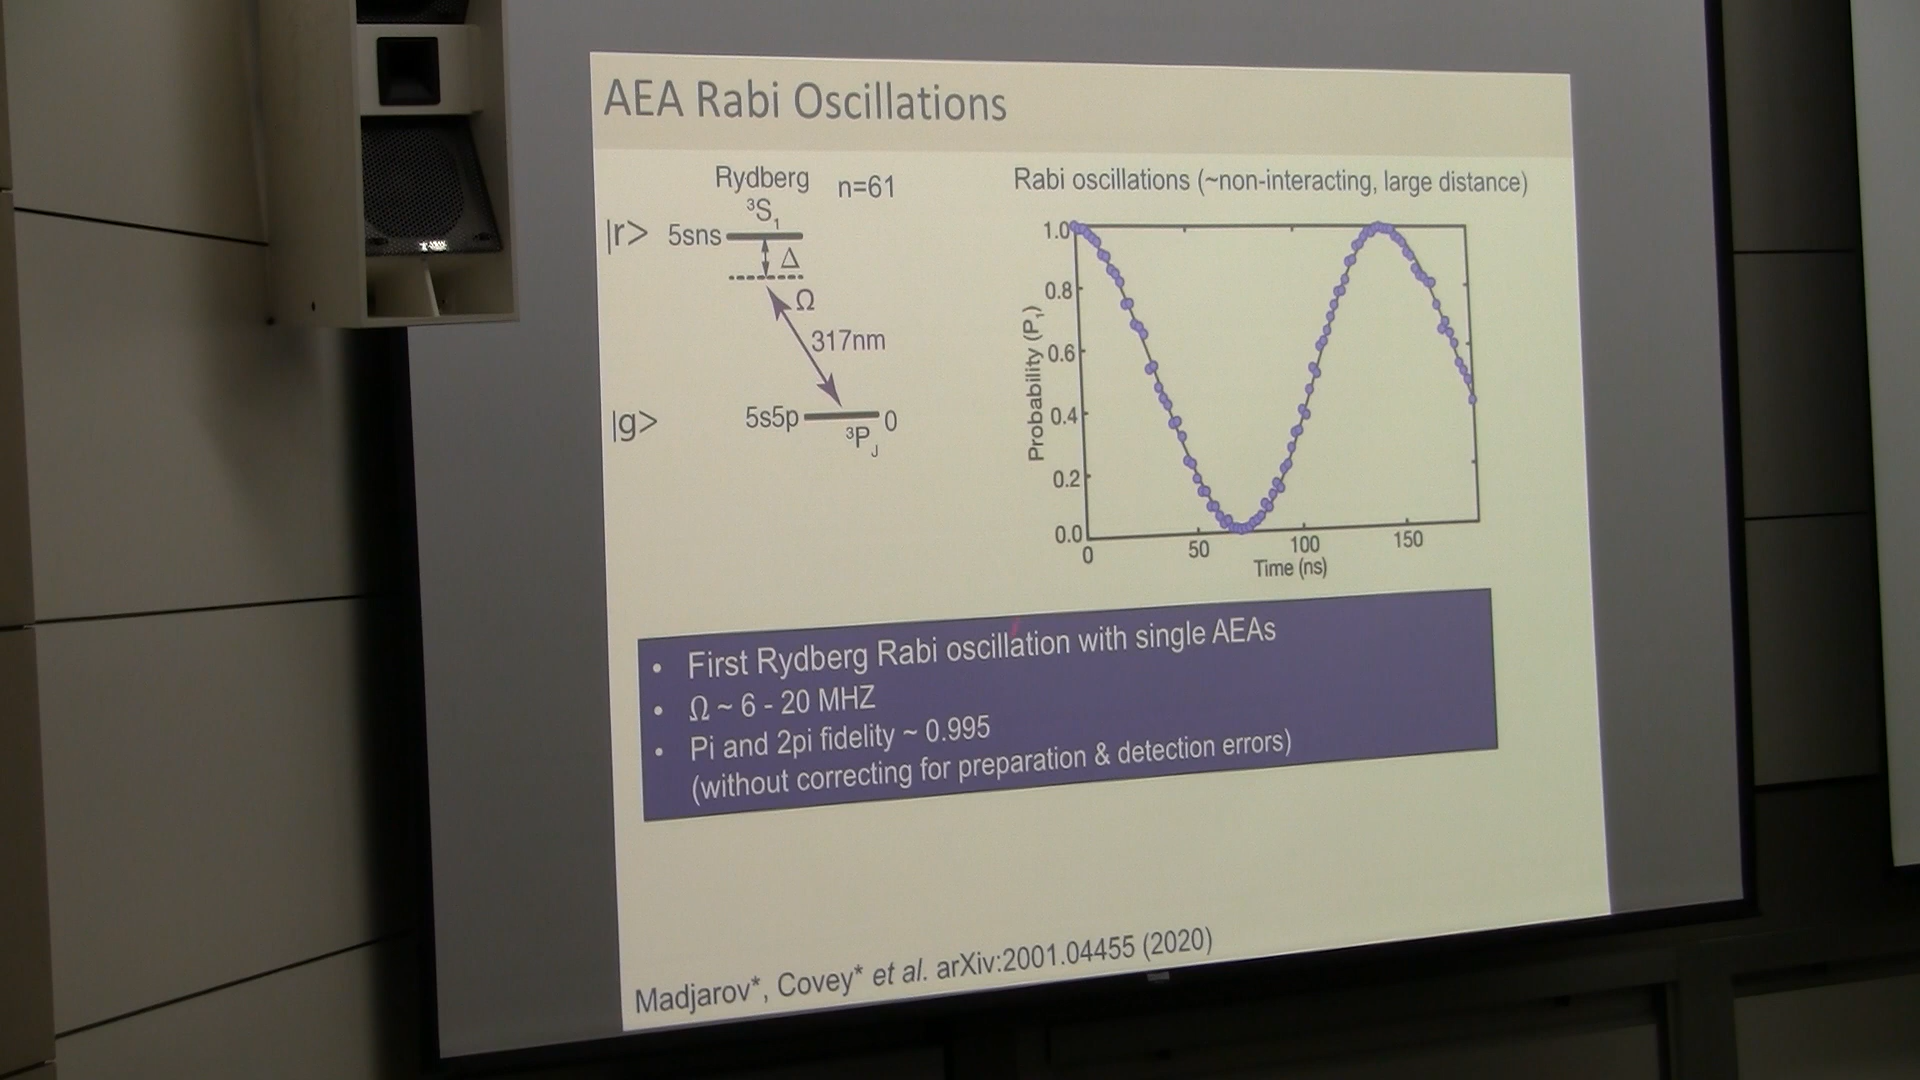 AEA Rabi Oscillations
Rydberg n=61
³S₁
|r> 5sns
Δ
Ω
317nm
|g> 5s5p 0
³P_J
Rabi oscillations (~non-interacting, large distance)
Probability (P₁)
1.0
0.8
0.6
0.4
0.2
0.0
0 50 100 150
Time (ns)
• First Rydberg Rabi oscillation with single AEAs
• Ω ~ 6 - 20 MHZ
• Pi and 2pi fidelity ~ 0.995
(without correcting for preparation & detection errors)
Madjarov*, Covey* et al. arXiv:2001.04455 (2020)